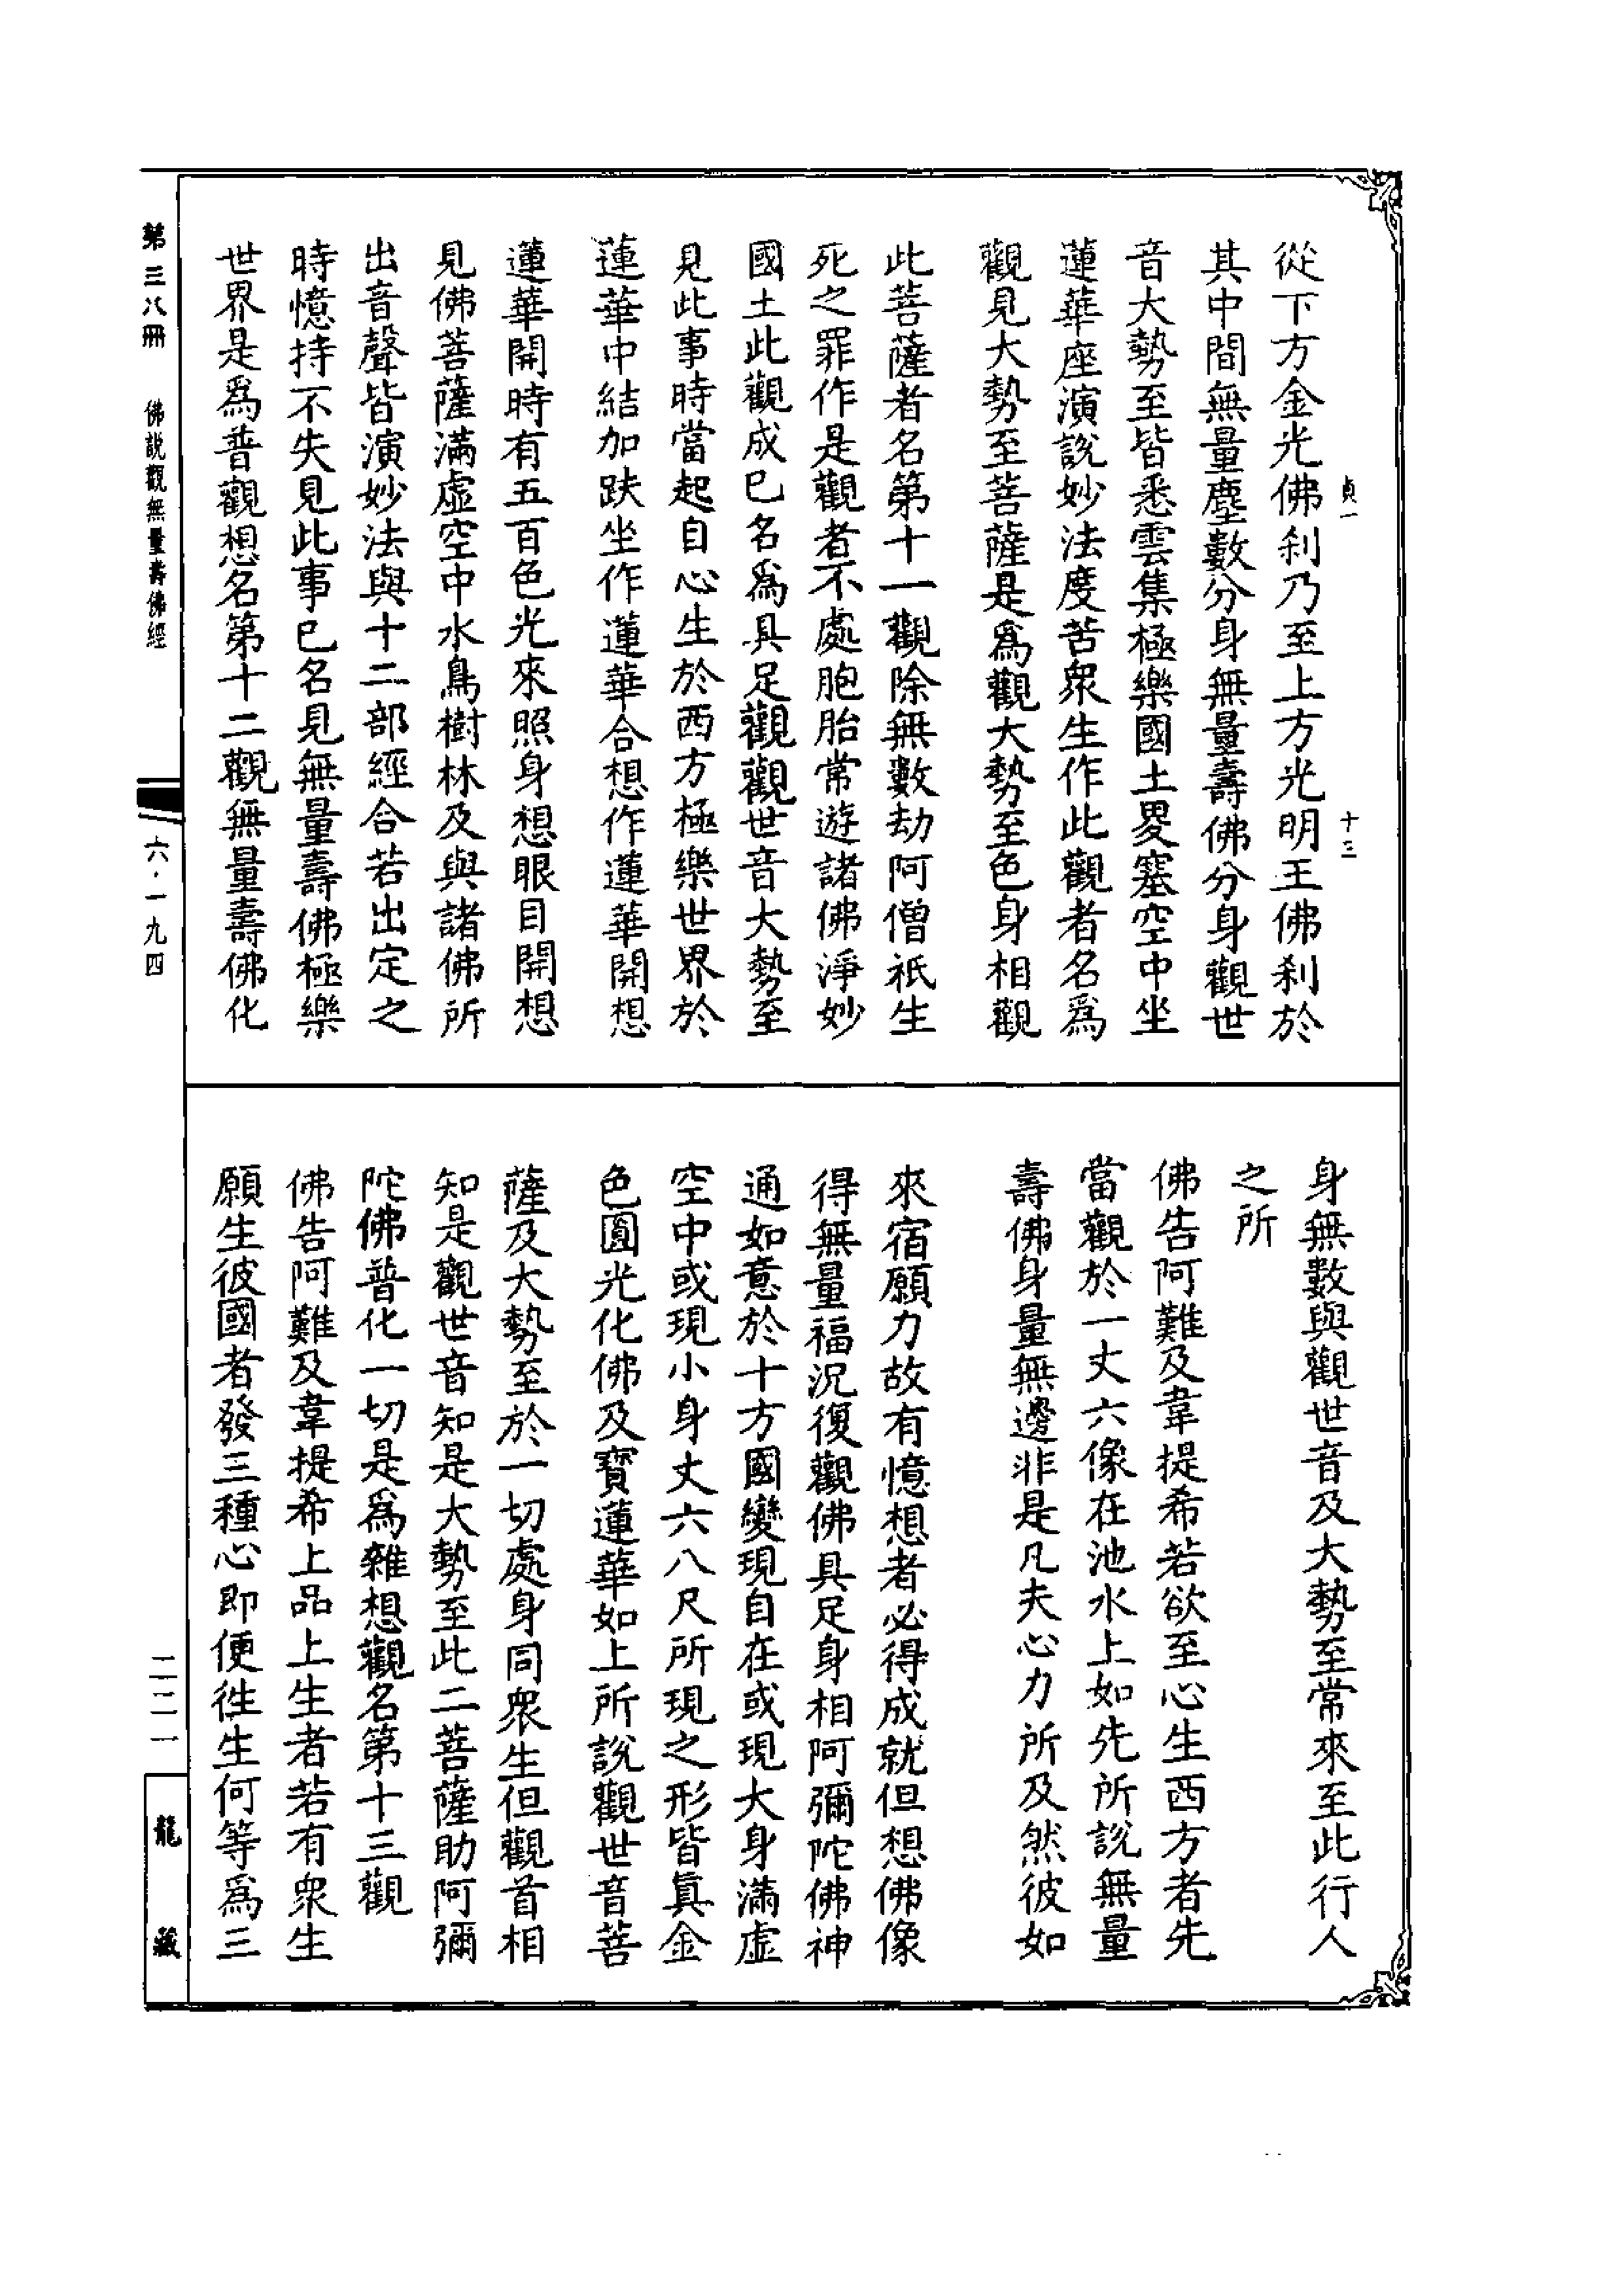 貞一 十三
從下方金光佛刹乃至上方光明王佛刹於
其中間無量塵數分身無量壽佛分身觀世
音大勢至皆悉雲集極樂國土畟塞空中坐
蓮華座演說妙法度苦衆生作此觀者名爲
觀見大勢至菩薩是爲觀大勢至色身相觀
此菩薩者名第十一觀除無數劫阿僧祇生
死之罪作是觀者不處胞胎常遊諸佛淨妙
國土此觀成已名爲具足觀觀世音大勢至
見此事時當起自心生於西方極樂世界於
蓮華中結加趺坐作蓮華合想作蓮華開想
蓮華開時有五百色光來照身想眼目開想
見佛菩薩滿虛空中水鳥樹林及與諸佛所
出音聲皆演妙法與十二部經合若出定之
時憶持不失見此事已名見無量壽佛極樂
世界是爲普觀想名第十二觀無量壽佛化
身無數與觀世音及大勢至常來至此行人
之所
佛告阿難及韋提希若欲至心生西方者先
當觀於一丈六像在池水上如先所說無量
壽佛身量無邊非是凡夫心力所及然彼如
來宿願力故有憶想者必得成就但想佛像
得無量福況復觀佛具足身相阿彌陀佛神
通如意於十方國變現自在或現大身滿虛
空中或現小身丈六八尺所現之形皆眞金
色圓光化佛及寶蓮華如上所說觀世音菩
薩及大勢至於一切處身同衆生但觀首相
知是觀世音知是大勢至此二菩薩助阿彌
陀佛普化一切是爲雜想觀名第十三觀
佛告阿難及韋提希上品上生者若有衆生
願生彼國者發三種心即便徃生何等爲三
第三八冊 佛說觀無量壽佛經 六·一九四 二二一 龍藏